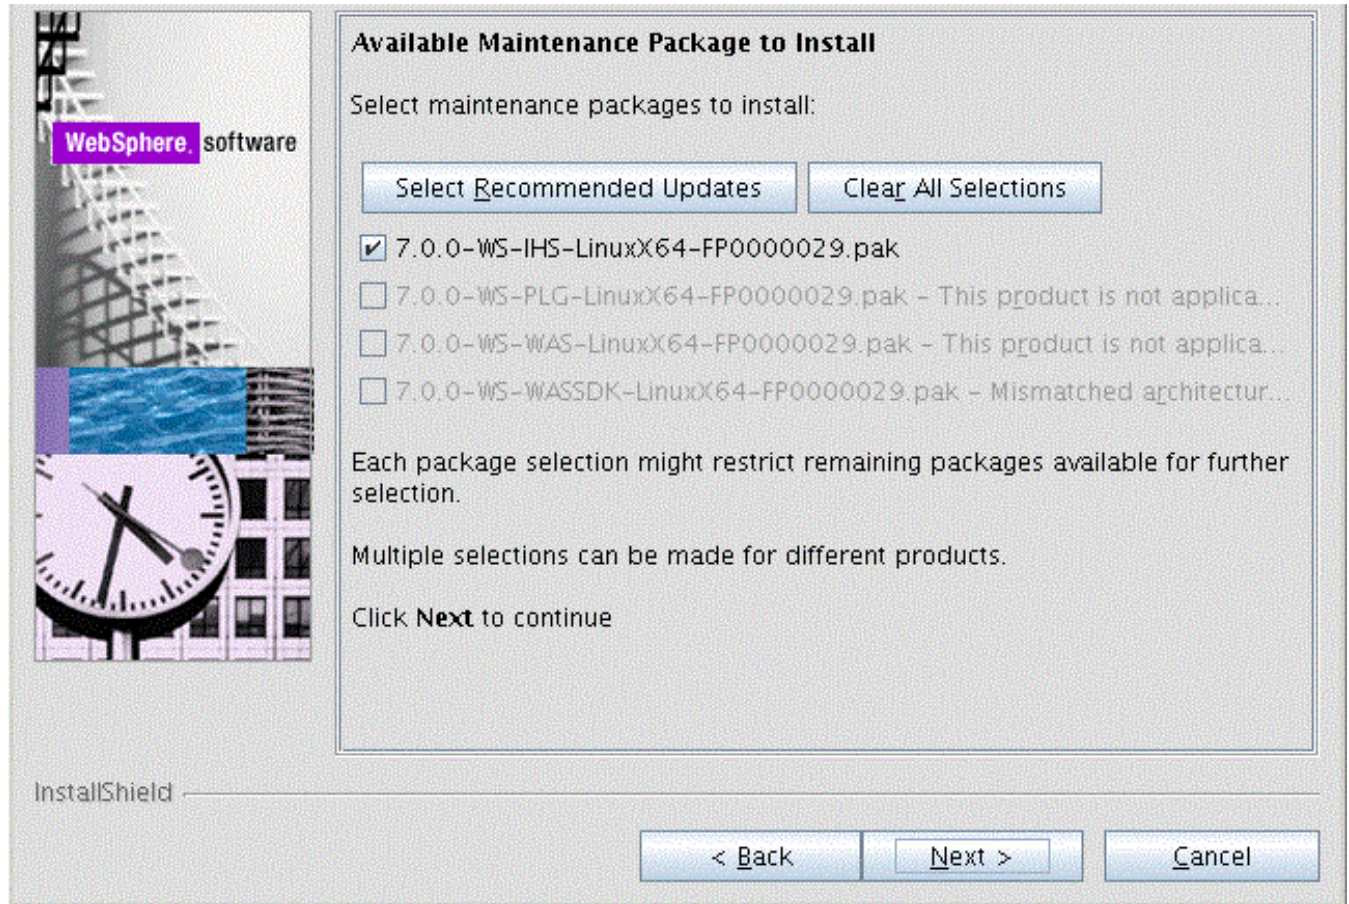 WebSphere. software
Available Maintenance Package to Install
Select maintenance packages to install:
Select Recommended Updates
Clear All Selections
7.0.0-WS-IHS-LinuxX64-FP0000029.pak
7.0.0-WS-PLG-LinuxX64-FP0000029.pak - This product is not applica...
7.0.0-WS-WAS-LinuxX64-FP0000029.pak - This product is not applica...
7.0.0-WS-WASSDK-LinuxX64-FP0000029.pak - Mismatched architectur...
Each package selection might restrict remaining packages available for further
selection.
Multiple selections can be made for different products.
Click Next to continue
InstallShield
< Back
Next >
Cancel